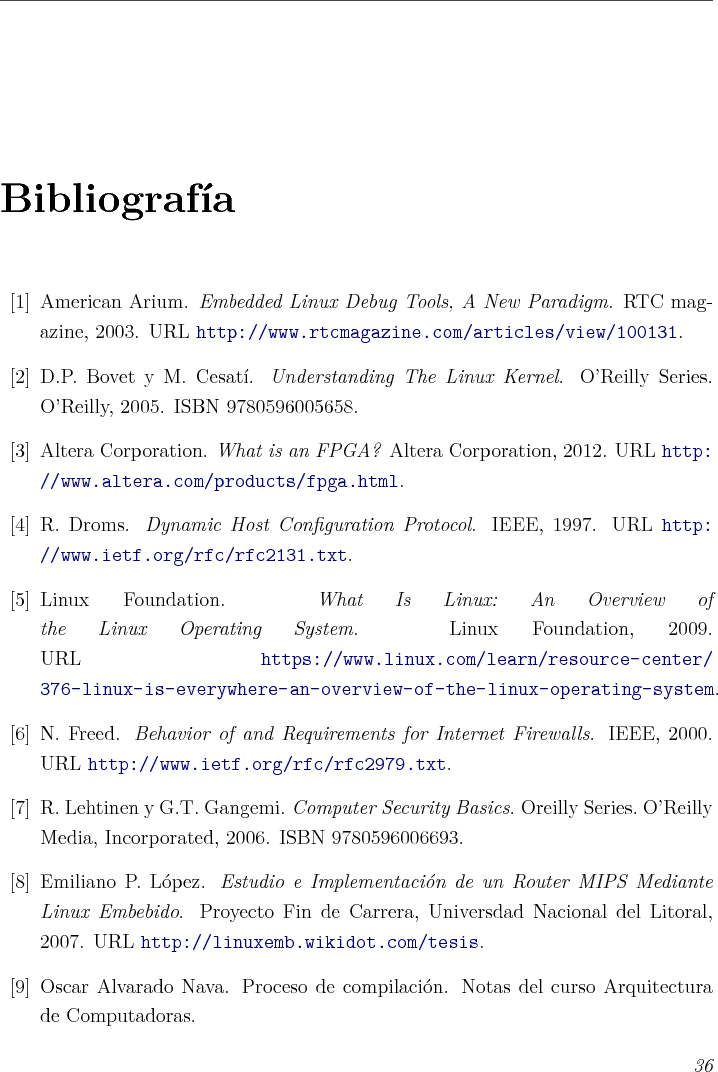 Bibliografía
[1] American Arium. Embedded Linux Debug Tools, A New Paradigm. RTC mag-
azine, 2003. URL http://www.rtcmagazine.com/articles/view/100131.
[2] D.P. Bovet y M. Cesatí. Understanding The Linux Kernel. O'Reilly Series.
O'Reilly, 2005. ISBN 9780596005658.
[3] Altera Corporation. What is an FPGA? Altera Corporation, 2012. URL http:
//www.altera.com/products/fpga.html.
[4] R. Droms. Dynamic Host Configuration Protocol. IEEE, 1997. URL http:
//www.ietf.org/rfc/rfc2131.txt.
[5] Linux Foundation. What Is Linux: An Overview of
the Linux Operating System. Linux Foundation, 2009.
URL https://www.linux.com/learn/resource-center/
376-linux-is-everywhere-an-overview-of-the-linux-operating-system.
[6] N. Freed. Behavior of and Requirements for Internet Firewalls. IEEE, 2000.
URL http://www.ietf.org/rfc/rfc2979.txt.
[7] R. Lehtinen y G.T. Gangemi. Computer Security Basics. Oreilly Series. O'Reilly
Media, Incorporated, 2006. ISBN 9780596006693.
[8] Emiliano P. López. Estudio e Implementación de un Router MIPS Mediante
Linux Embebido. Proyecto Fin de Carrera, Universdad Nacional del Litoral,
2007. URL http://linuxemb.wikidot.com/tesis.
[9] Oscar Alvarado Nava. Proceso de compilación. Notas del curso Arquitectura
de Computadoras.
36